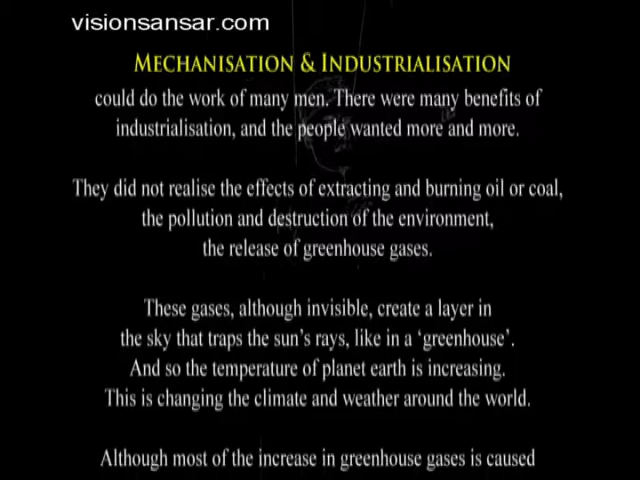 visionsansar.com
MECHANISATION & INDUSTRIALISATION
could do the work of many men. There were many benefits of
industrialisation, and the people wanted more and more.
They did not realise the effects of extracting and burning oil or coal,
the pollution and destruction of the environment,
the release of greenhouse gases.
These gases, although invisible, create a layer in
the sky that traps the sun's rays, like in a ‘greenhouse’.
And so the temperature of planet earth is increasing.
This is changing the climate and weather around the world.
Although most of the increase in greenhouse gases is caused